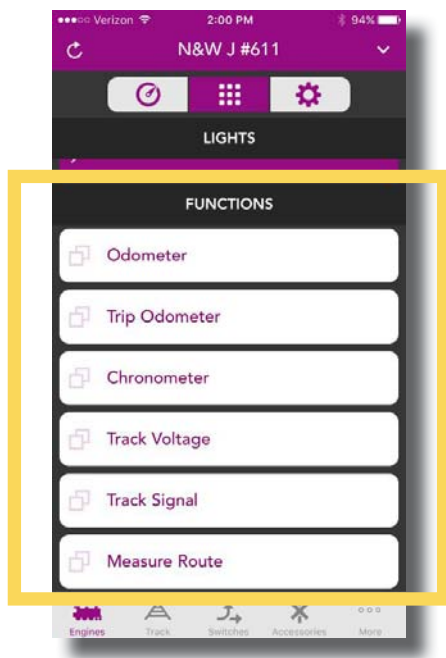 Verizon 2:00 PM 94%
N&W J #611
LIGHTS
FUNCTIONS
Odometer
Trip Odometer
Chronometer
Track Voltage
Track Signal
Measure Route
Engines Track Switches Accessories More